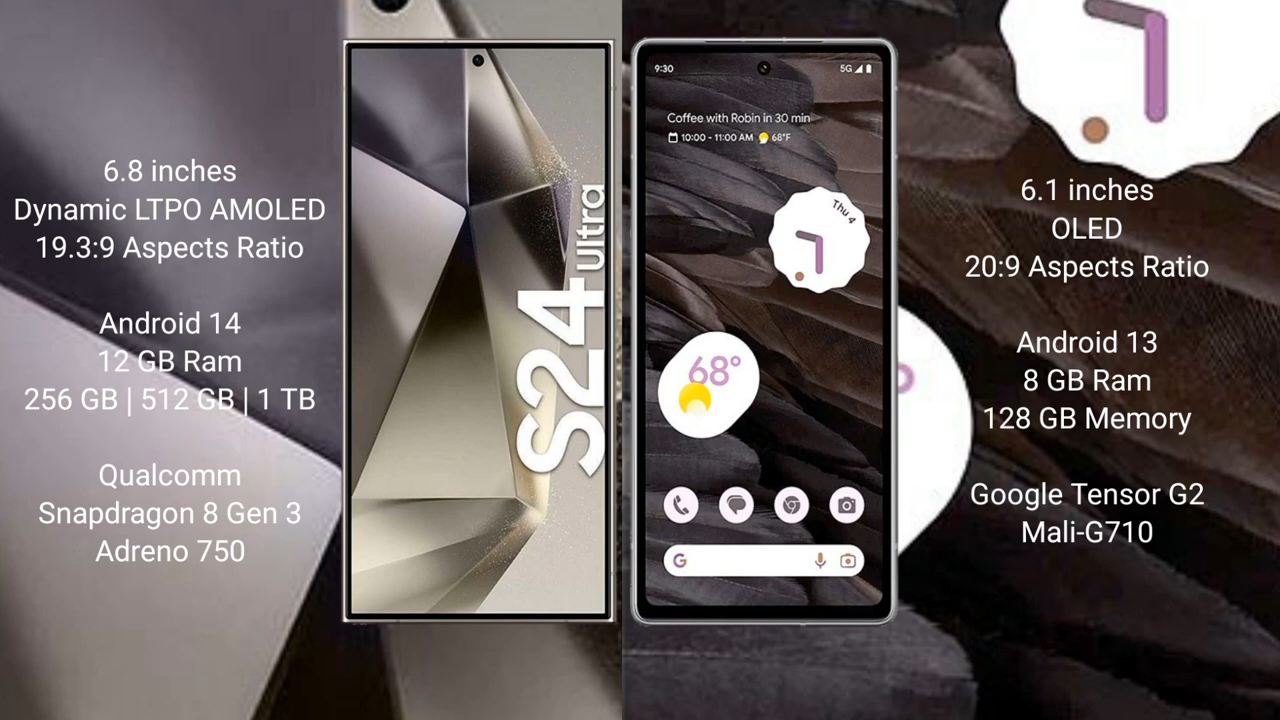 6.8 inches
Dynamic LTPO AMOLED
19.3:9 Aspects Ratio
Android 14
12 GB Ram
256 GB | 512 GB | 1 TB
Qualcomm
Snapdragon 8 Gen 3
Adreno 750
S24 ultra
9:30
5G
Coffee with Robin in 30 min
10:00 - 11:00 AM 68°F
Thu 4
68°
G
6.1 inches
OLED
20:9 Aspects Ratio
Android 13
8 GB Ram
128 GB Memory
Google Tensor G2
Mali-G710